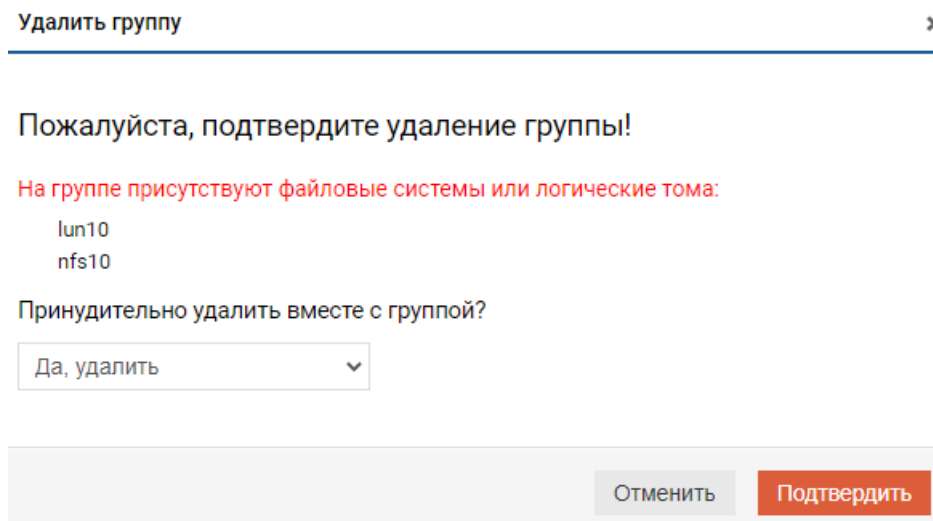 Удалить группу
Пожалуйста, подтвердите удаление группы!
На группе присутствуют файловые системы или логические тома:
lun10
nfs10
Принудительно удалить вместе с группой?
Да, удалить
Отменить
Подтвердить